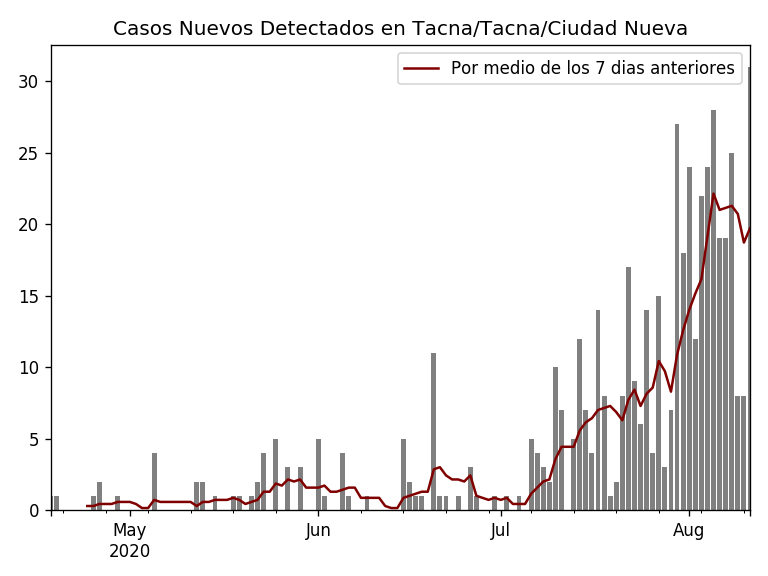 Casos Nuevos Detectados en Tacna/Tacna/Ciudad Nueva
Por medio de los 7 dias anteriores
30
25
20
15
10
5
0
May
2020
Jun
Jul
Aug